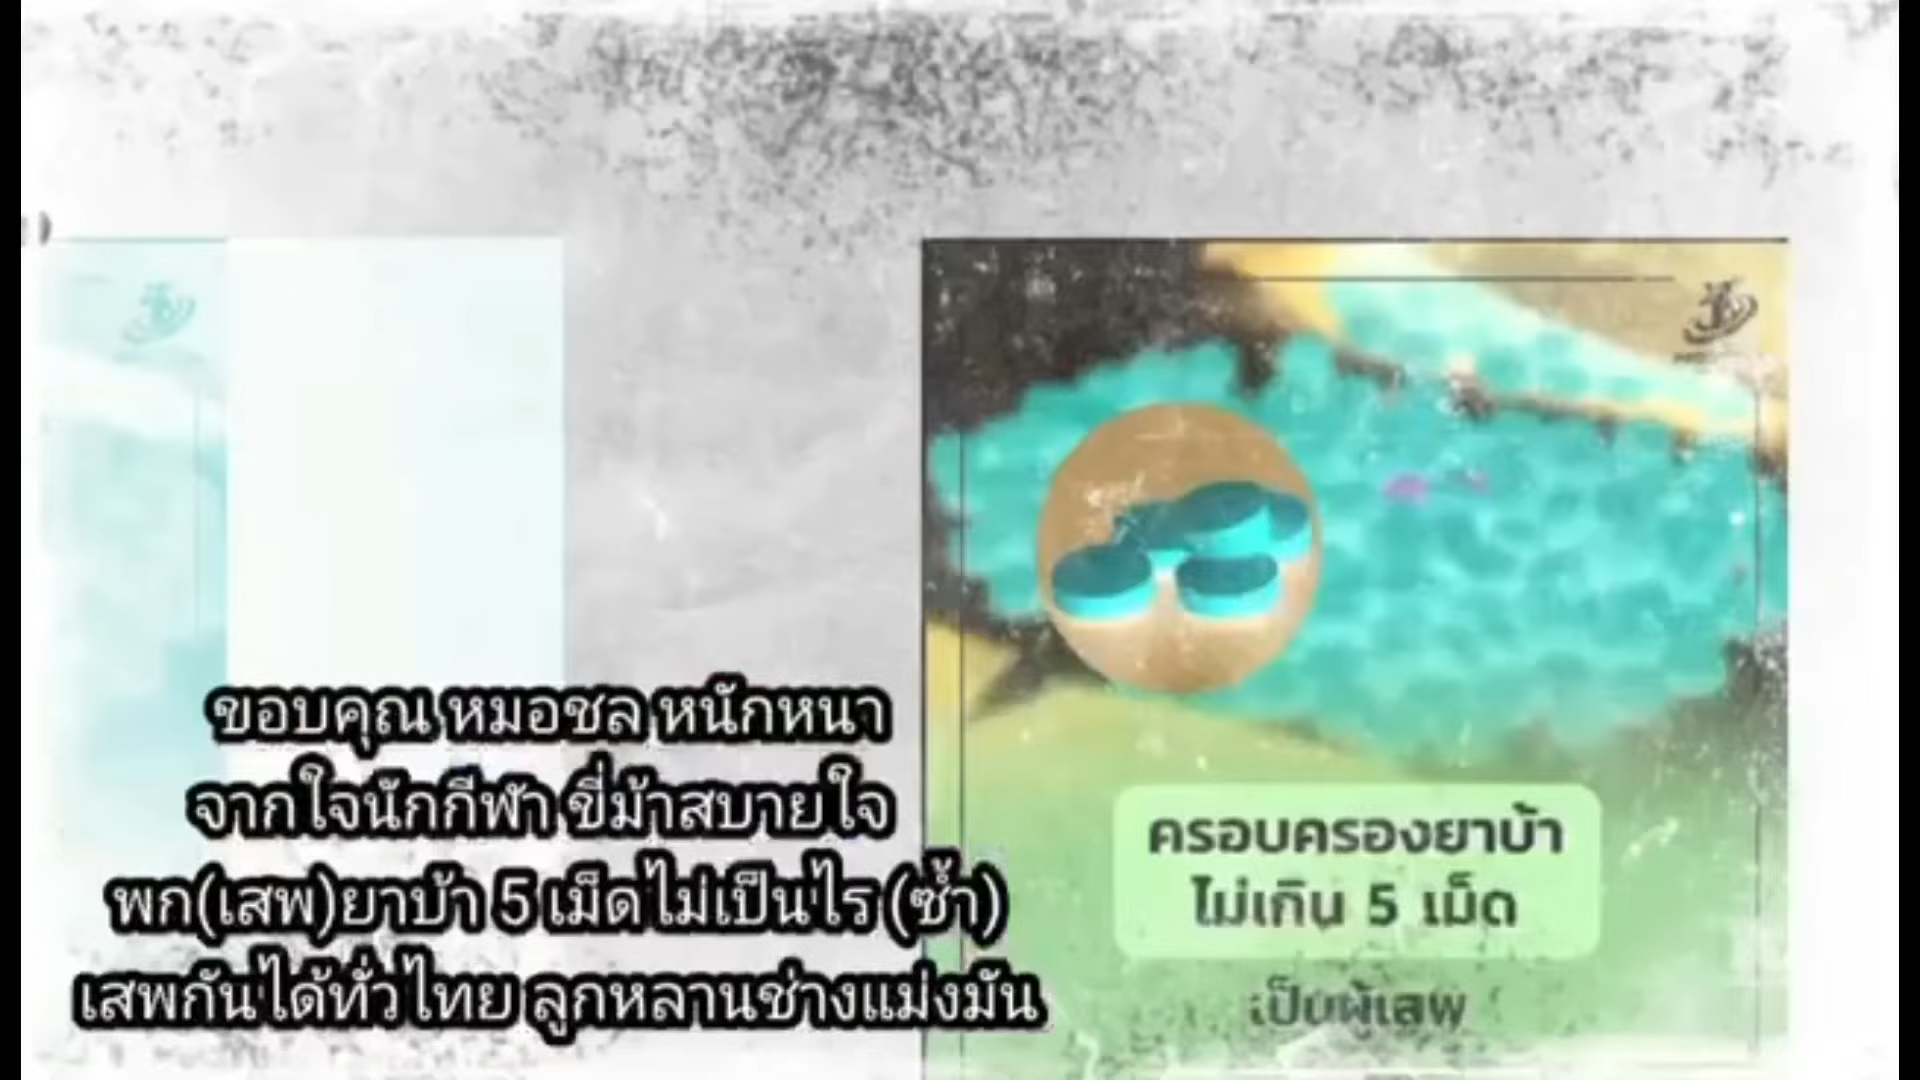 ขอบคุณ หมอชล หนักหนา
จากใจนักกีฬา ขี่ม้าสบายใจ
พก(เสพ)ยาบ้า 5 เม็ดไม่เป็นไร (ซ้ำ)
เสพกันได้ทั่วไทย ลูกหลานช่างแม่งมัน
ครอบครองยาบ้า
ไม่เกิน 5 เม็ด
เป็นผู้เสพ